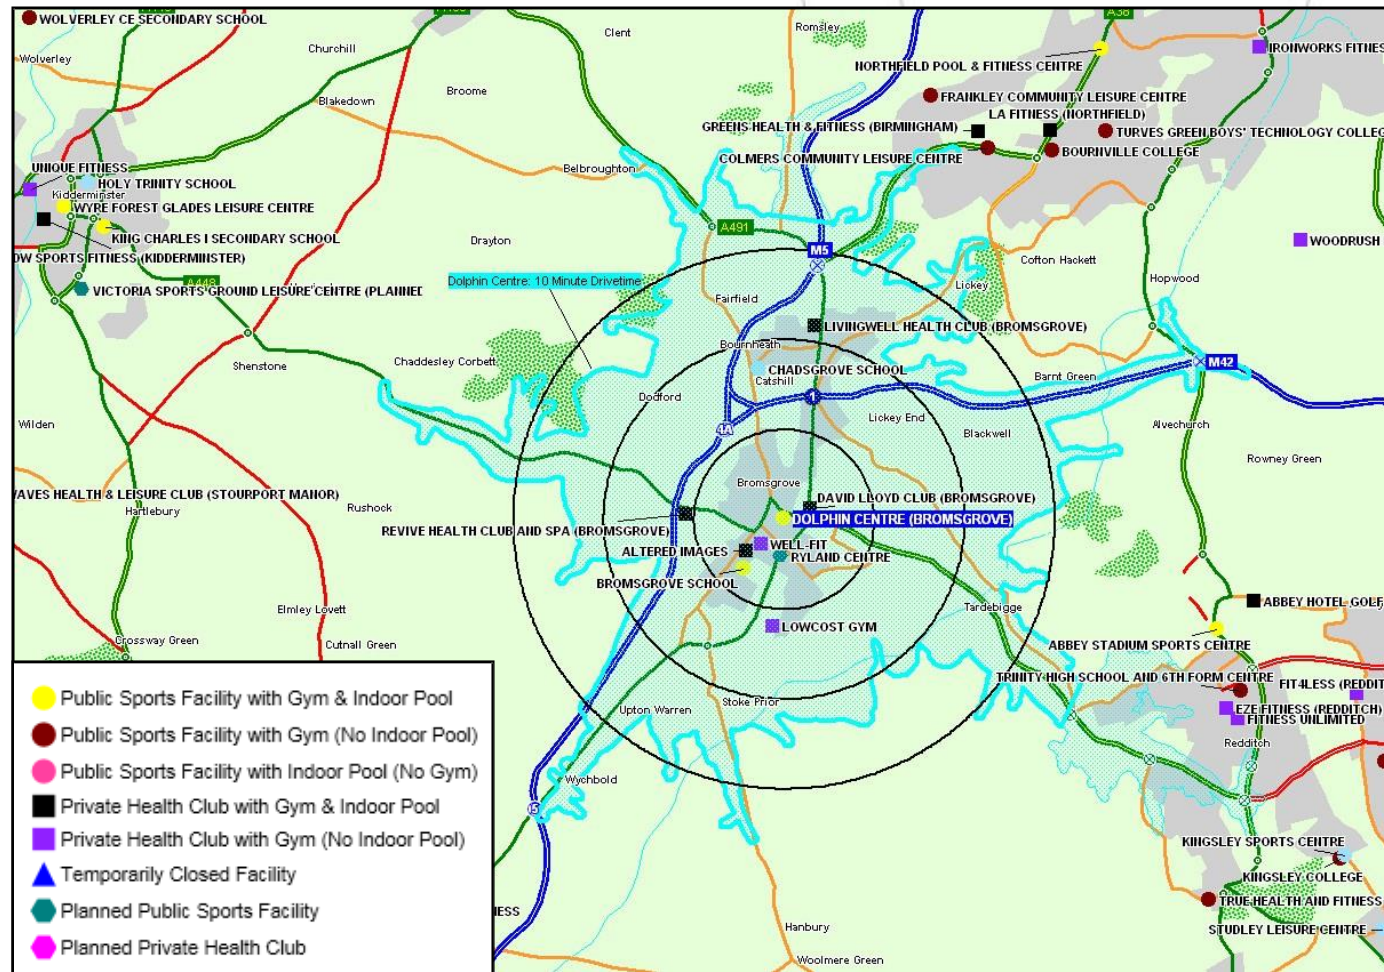 WOLVERLEY CE SECONDARY SCHOOL
A38
Clent
Romsley
Churchill
Wolverley
IRONWORKS FITNES
NORTHFIELD POOL & FITNESS CENTRE
Broome
Blakedown
FRANKLEY COMMUNITY LEISURE CENTRE
LA FITNESS (NORTHFIELD)
GREENS HEALTH & FITNESS (BIRMINGHAM)
TURVES GREEN BOYS' TECHNOLOGY COLLEG
BOURNVILLE COLLEGE
COLMERS COMMUNITY LEISURE CENTRE
UNIQUE FITNESS
Belbroughton
HOLY TRINITY SCHOOL
Kidderminster
WYRE FOREST GLADES LEISURE CENTRE
A491
KING CHARLES I SECONDARY SCHOOL
Drayton
WOODRUSH
M5
OW SPORTS FITNESS (KIDDERMINSTER)
Cofton Hackett
Hopwood
A448
Dolphin Centre: 10 Minute Drivetime
Lickey
VICTORIA SPORTS GROUND LEISURE CENTRE (PLANNED
Fairfield
LIVINGWELL HEALTH CLUB (BROMSGROVE)
Bournheath
Chaddesley Corbett
M42
Shenstone
CHADSGROVE SCHOOL
Catshill
Barnt Green
Dodford
1
Lickey End
Wilden
4A
Blackwell
Alvechurch
Rowney Green
Bromsgrove
WAVES HEALTH & LEISURE CLUB (STOURPORT MANOR)
DAVID LLOYD CLUB (BROMSGROVE)
Hartlebury
Rushock
DOLPHIN CENTRE (BROMSGROVE)
REVIVE HEALTH CLUB AND SPA (BROMSGROVE)
WELL-FIT
ALTERED IMAGES
RYLAND CENTRE
BROMSGROVE SCHOOL
ABBEY HOTEL GOLF
Elmley Lovett
Tardebigge
LOWCOST GYM
Crossway Green
Cutnall Green
ABBEY STADIUM SPORTS CENTRE
TRINITY HIGH SCHOOL AND 6TH FORM CENTRE
FIT4LESS (REDDIT
Stoke Prior
Upton Warren
EZE FITNESS (REDDITCH)
FITNESS UNLIMITED
Redditch
Wychbold
5
KINGSLEY SPORTS CENTRE
KINGSLEY COLLEGE
TRUE HEALTH AND FITNESS
NESS
Hanbury
STUDLEY LEISURE CENTRE
Woolmere Green
Public Sports Facility with Gym & Indoor Pool
Public Sports Facility with Gym (No Indoor Pool)
Public Sports Facility with Indoor Pool (No Gym)
Private Health Club with Gym & Indoor Pool
Private Health Club with Gym (No Indoor Pool)
Temporarily Closed Facility
Planned Public Sports Facility
Planned Private Health Club